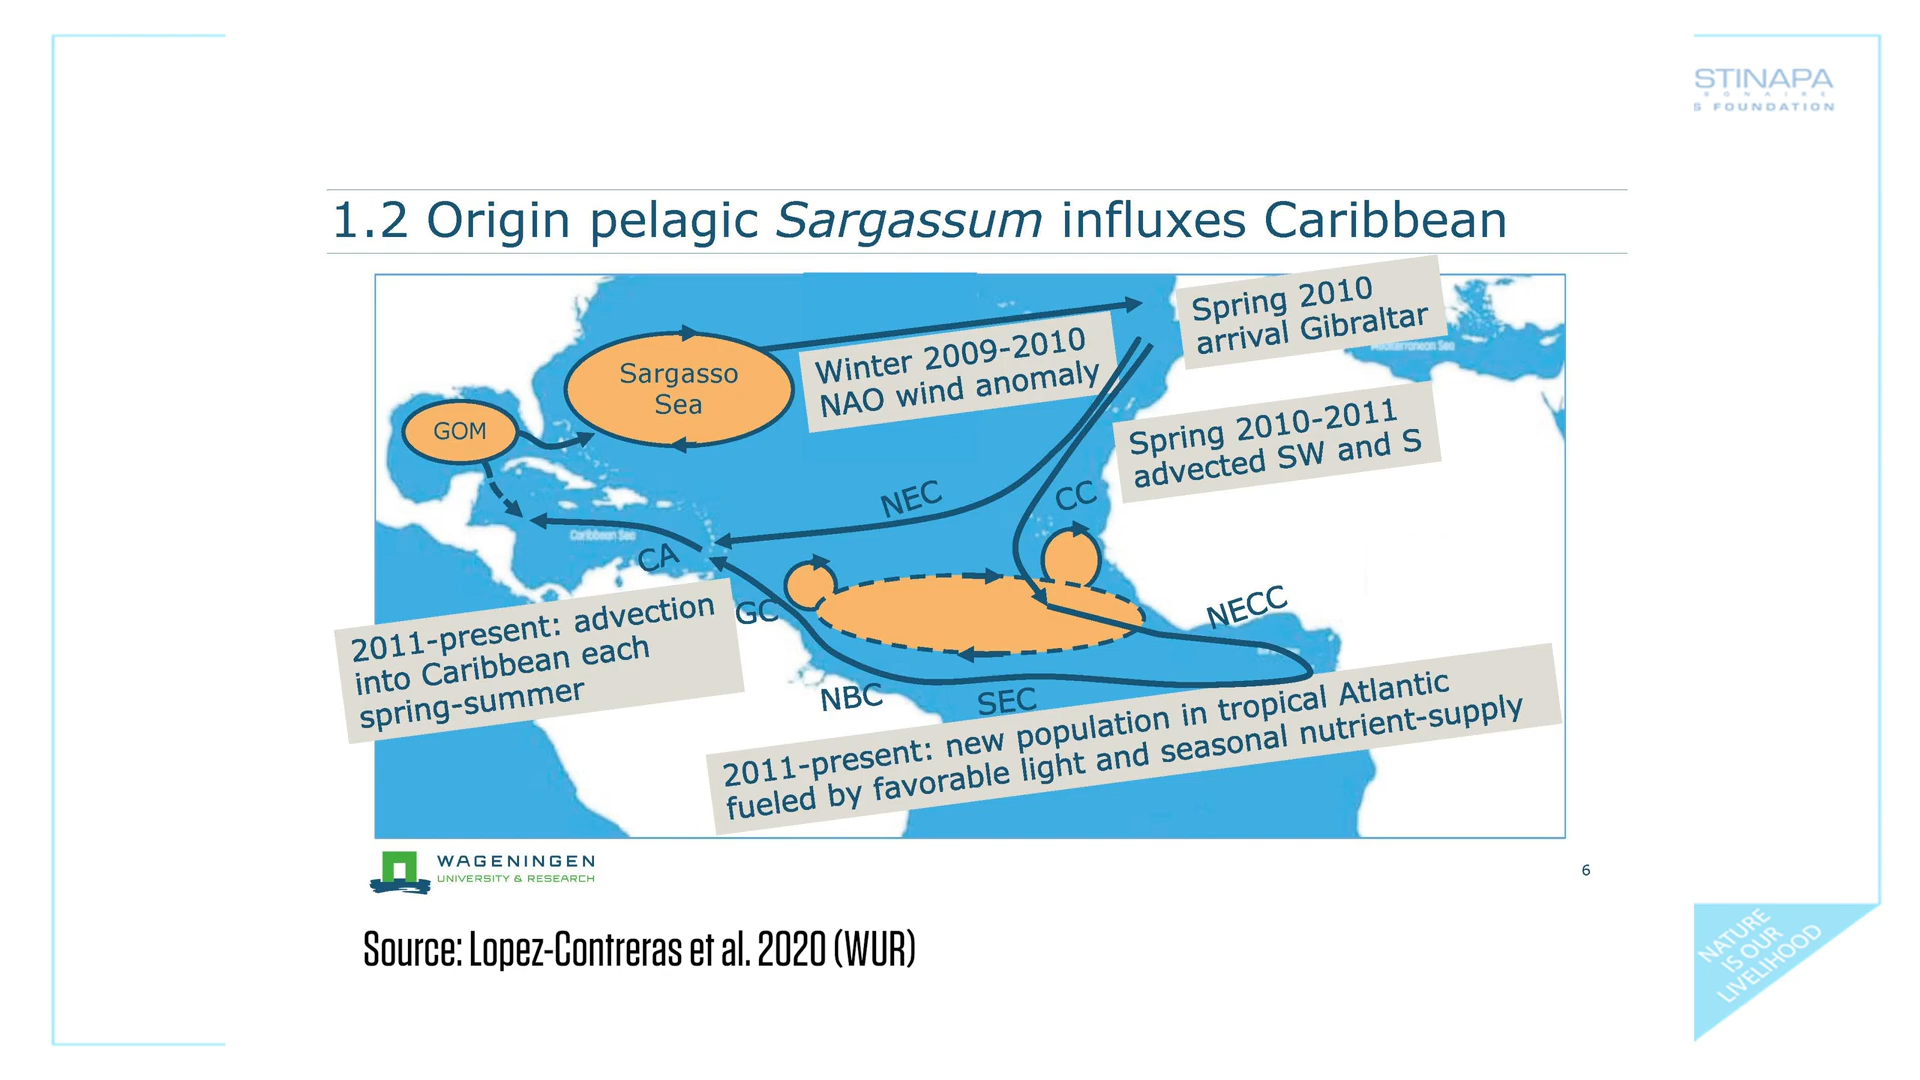 STINAPA
BONAIRE
S FOUNDATION
1.2 Origin pelagic Sargassum influxes Caribbean
Spring 2010
arrival Gibraltar
Winter 2009-2010
NAO wind anomaly
Sargasso
Sea
GOM
Spring 2010-2011
advected SW and S
NEC
CC
Caribbean Sea
CA
GC
NECC
2011-present: advection
into Caribbean each
spring-summer
NBC
SEC
2011-present: new population in tropical Atlantic
fueled by favorable light and seasonal nutrient-supply
WAGENINGEN
UNIVERSITY & RESEARCH
6
Source: Lopez-Contreras et al. 2020 (WUR)
NATURE
IS OUR
LIVELIHOOD